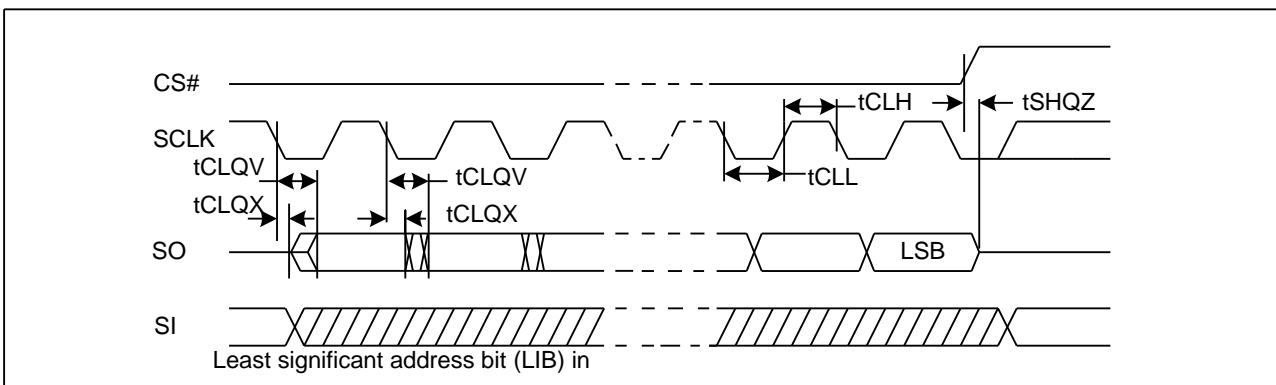 CS#
tCLH
tSHQZ
SCLK
tCLQV
tCLQV
tCLL
tCLQX
tCLQX
SO
LSB
SI
Least significant address bit (LIB) in